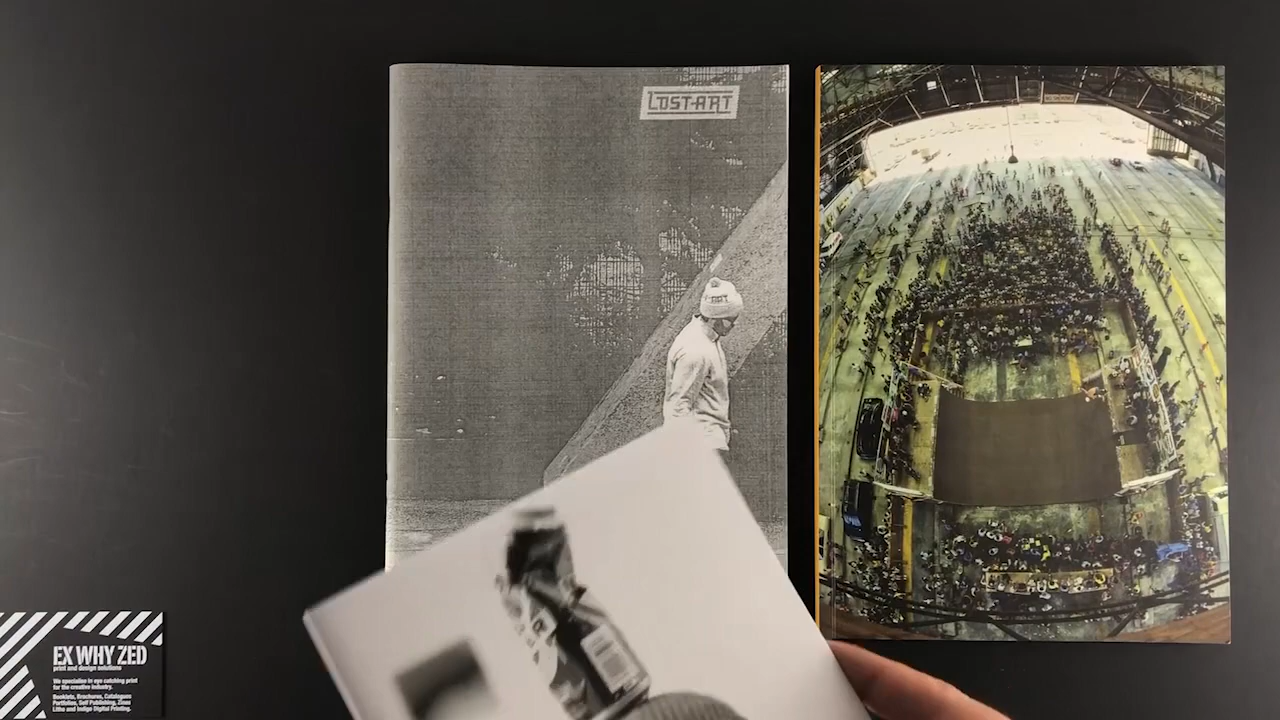 LOST-ART
EX WHY ZED
print and design solutions
We specialise in eye catching print
for the creative industry.
Booklets, Brochures, Catalogues
Portfolios, Self Publishing, Zines
Litho and Indigo Digital Printing.